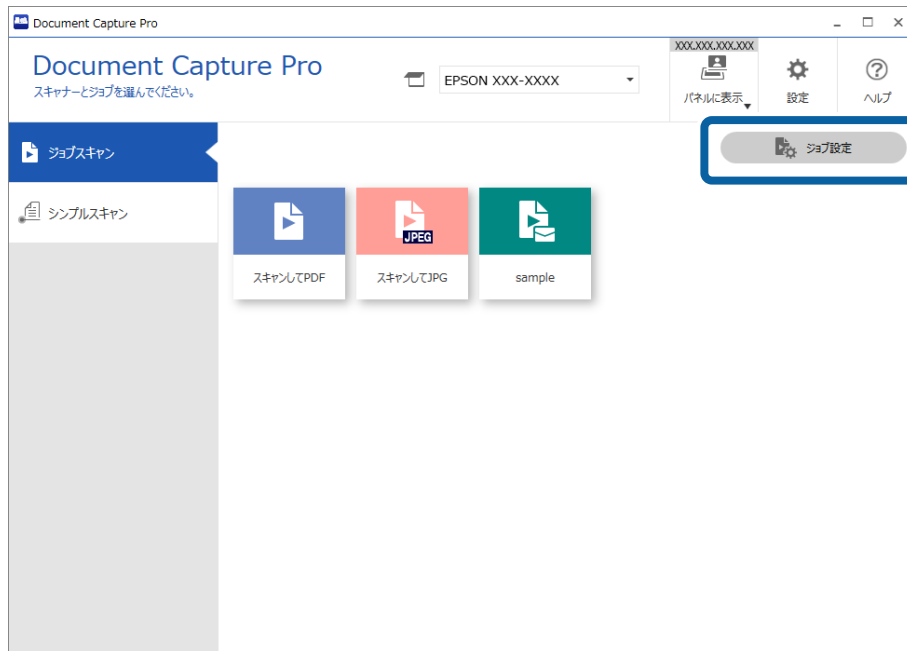 Document Capture Pro
Document Capture Pro
スキャナーとジョブを選んでください。
EPSON XXX-XXXX
XXX.XXX.XXX.XXX
パネルに表示
設定
ヘルプ
ジョブスキャン
ジョブ設定
シンプルスキャン
JPEG
スキャンしてPDF
スキャンしてJPG
sample